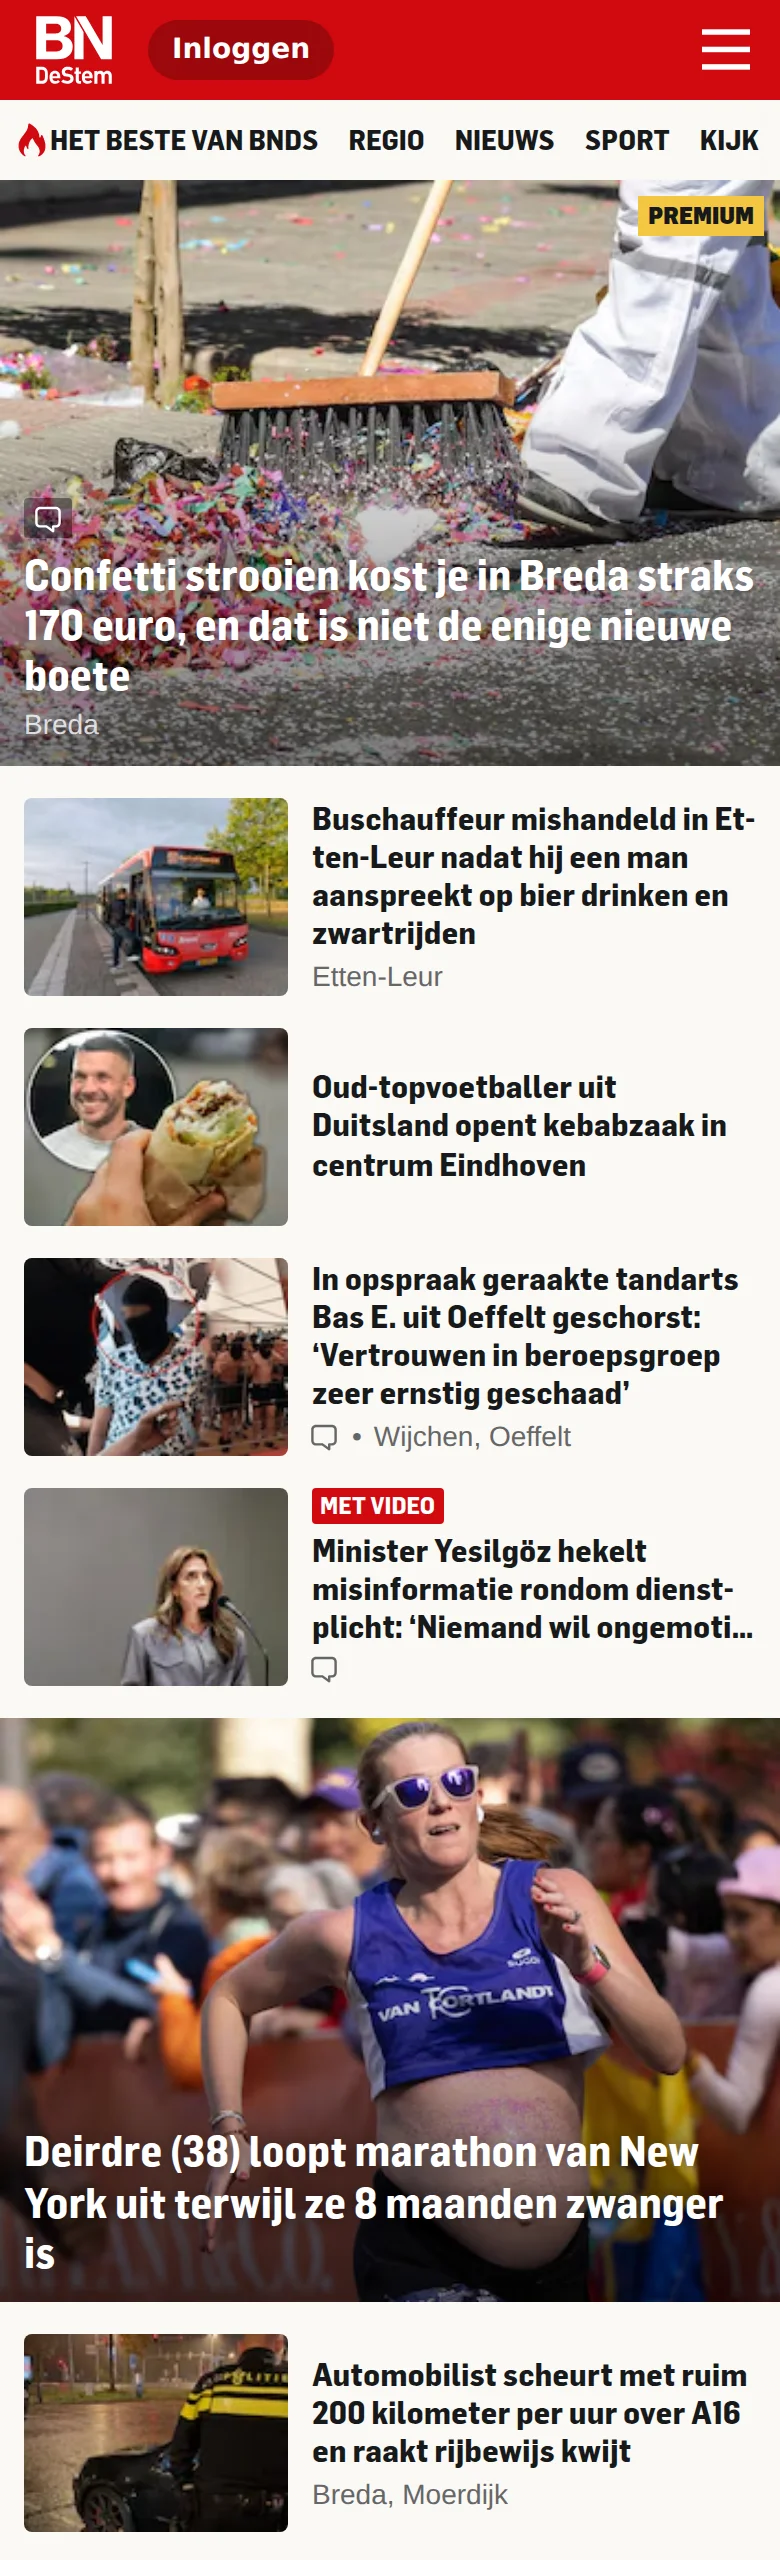 BN
DeStem
Inloggen
HET BESTE VAN BNDS
REGIO
NIEUWS
SPORT
KIJK
PREMIUM
Confetti strooien kost je in Breda straks
170 euro, en dat is niet de enige nieuwe
boete
Breda
Buschauffeur mishandeld in Et-
ten-Leur nadat hij een man
aanspreekt op bier drinken en
zwartrijden
Etten-Leur
Oud-topvoetballer uit
Duitsland opent kebabzaak in
centrum Eindhoven
In opspraak geraakte tandarts
Bas E. uit Oeffelt geschorst:
‘Vertrouwen in beroepsgroep
zeer ernstig geschaad’
• Wijchen, Oeffelt
MET VIDEO
Minister Yesilgöz hekelt
misinformatie rondom dienst-
plicht: ‘Niemand wil ongemoti...
SUGOI
VAN CORTLANDT
Deirdre (38) loopt marathon van New
York uit terwijl ze 8 maanden zwanger
is
POLITIE
Automobilist scheurt met ruim
200 kilometer per uur over A16
en raakt rijbewijs kwijt
Breda, Moerdijk